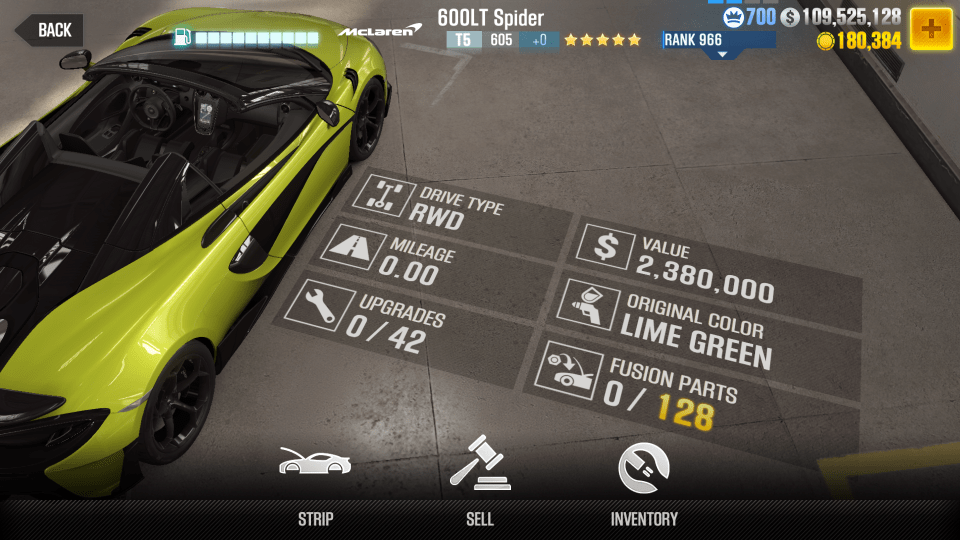 BACK
McLaren
600LT Spider
T5 605 +0
700 109,525,128
RANK 966
180,384
DRIVE TYPE
RWD
MILEAGE
0.00
UPGRADES
0 / 42
VALUE
2,380,000
ORIGINAL COLOR
LIME GREEN
FUSION PARTS
0 / 128
STRIP
SELL
INVENTORY